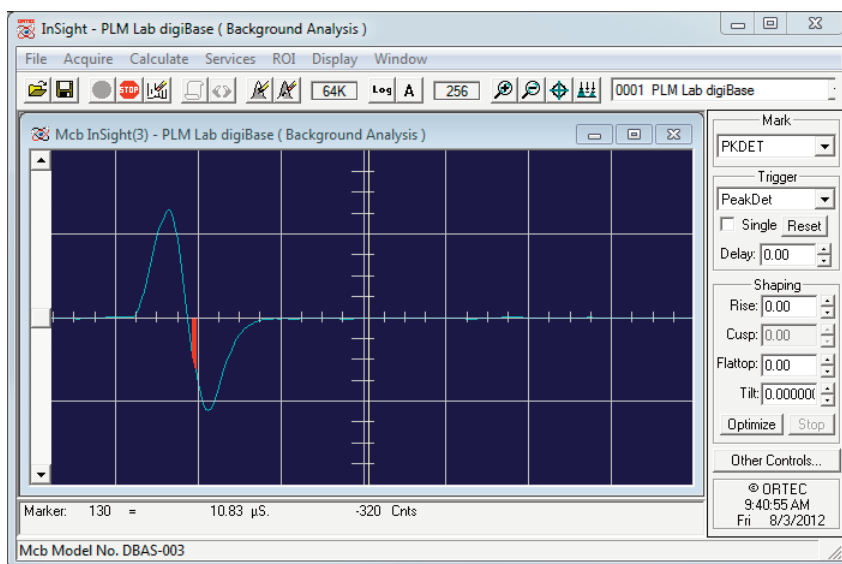 InSight - PLM Lab digiBase ( Background Analysis )
File Acquire Calculate Services ROI Display Window
STOP 64K Log A 256 0001 PLM Lab digiBase
Mcb InSight(3) - PLM Lab digiBase ( Background Analysis )
Mark
PKDET
Trigger
PeakDet
Single Reset
Delay: 0.00
Shaping
Rise: 0.00
Cusp: 0.00
Flattop: 0.00
Tilt: 0.00000(
Optimize Stop
Other Controls...
© ORTEC
9:40:55 AM
Fri 8/3/2012
Marker: 130 = 10.83 µS. -320 Cnts
Mcb Model No. DBAS-003